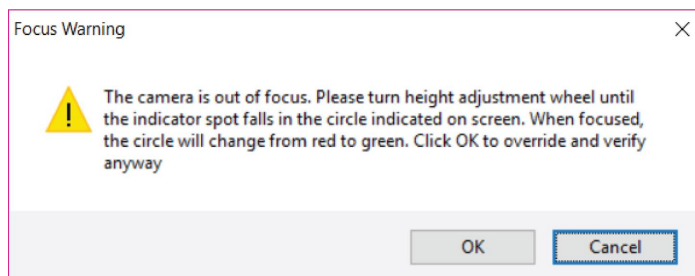 Focus Warning
The camera is out of focus. Please turn height adjustment wheel until
the indicator spot falls in the circle indicated on screen. When focused,
the circle will change from red to green. Click OK to override and verify
anyway
OK
Cancel